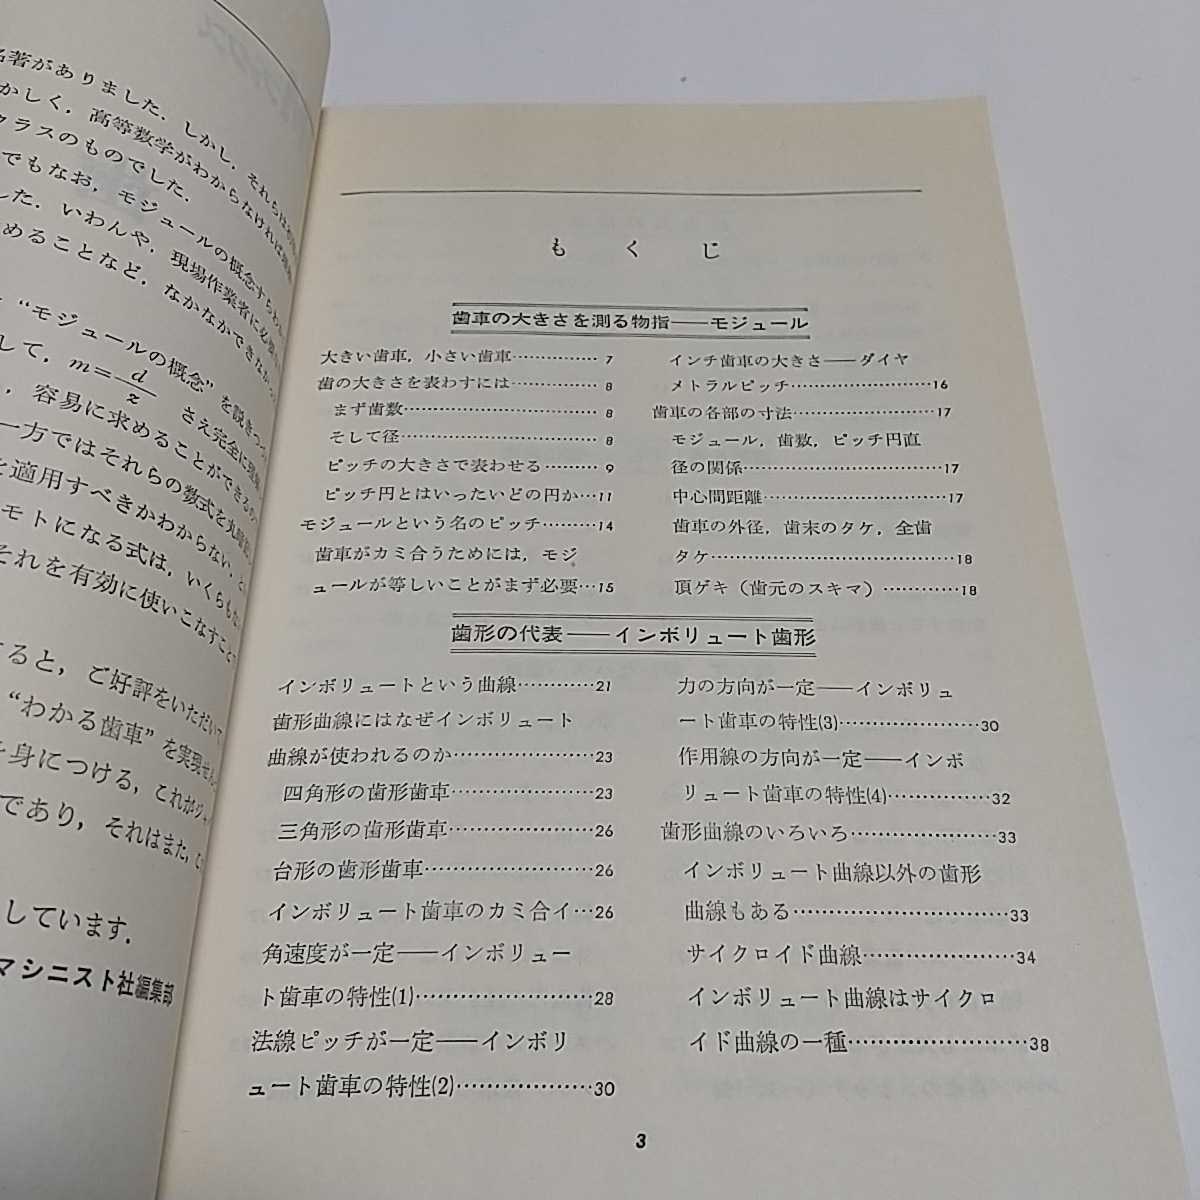 名著がありました．しかし，それらは
かしく，高等数学がわからなければ理
クラスのものでした．
でもなお，モジュールの概念すら
した．いわんや，現場作業者に必
めることなど，なかなかできなか
“モジュールの概念”を説き
して，m＝d/z さえ完全に理
，容易に求めることができる
一方ではそれらの数式を丸
を適用すべきかわからない，と
モトになる式は，いくらも
それを有効に使いこなすこと
すると，ご好評をいただいて
“わかる歯車”を実現せ
を身につける，これが
であり，それはまた，
しています．
マシニスト社編集部
もくじ
歯車の大きさを測る物指――モジュール
大きい歯車，小さい歯車……………7
歯の大きさを表わすには……………8
まず歯数……………………………8
そして径……………………………8
ピッチの大きさで表わせる………9
ピッチ円とはいったいどの円か…11
モジュールという名のピッチ………14
歯車がカミ合うためには，モジ
ュールが等しいことがまず必要…15
インチ歯車の大きさ――ダイヤ
メトラルピッチ……………………16
歯車の各部の寸法……………………17
モジュール，歯数，ピッチ円直
径の関係……………………………17
中心間距離…………………………17
歯車の外径，歯末のタケ，全歯
タケ…………………………………18
頂ゲキ（歯元のスキマ）…………18
歯形の代表――インボリュート歯形
インボリュートという曲線…………21
歯形曲線にはなぜインボリュート
曲線が使われるのか…………………23
四角形の歯形歯車…………………23
三角形の歯形歯車…………………26
台形の歯形歯車……………………26
インボリュート歯車のカミ合イ…26
角速度が一定――インボリュー
ト歯車の特性(1)……………………28
法線ピッチが一定――インボリ
ュート歯車の特性(2)………………30
力の方向が一定――インボリュ
ート歯車の特性(3)…………………30
作用線の方向が一定――インボ
リュート歯車の特性(4)……………32
歯形曲線のいろいろ…………………33
インボリュート曲線以外の歯形
曲線もある…………………………33
サイクロイド曲線…………………34
インボリュート曲線はサイクロ
イド曲線の一種……………………38
3